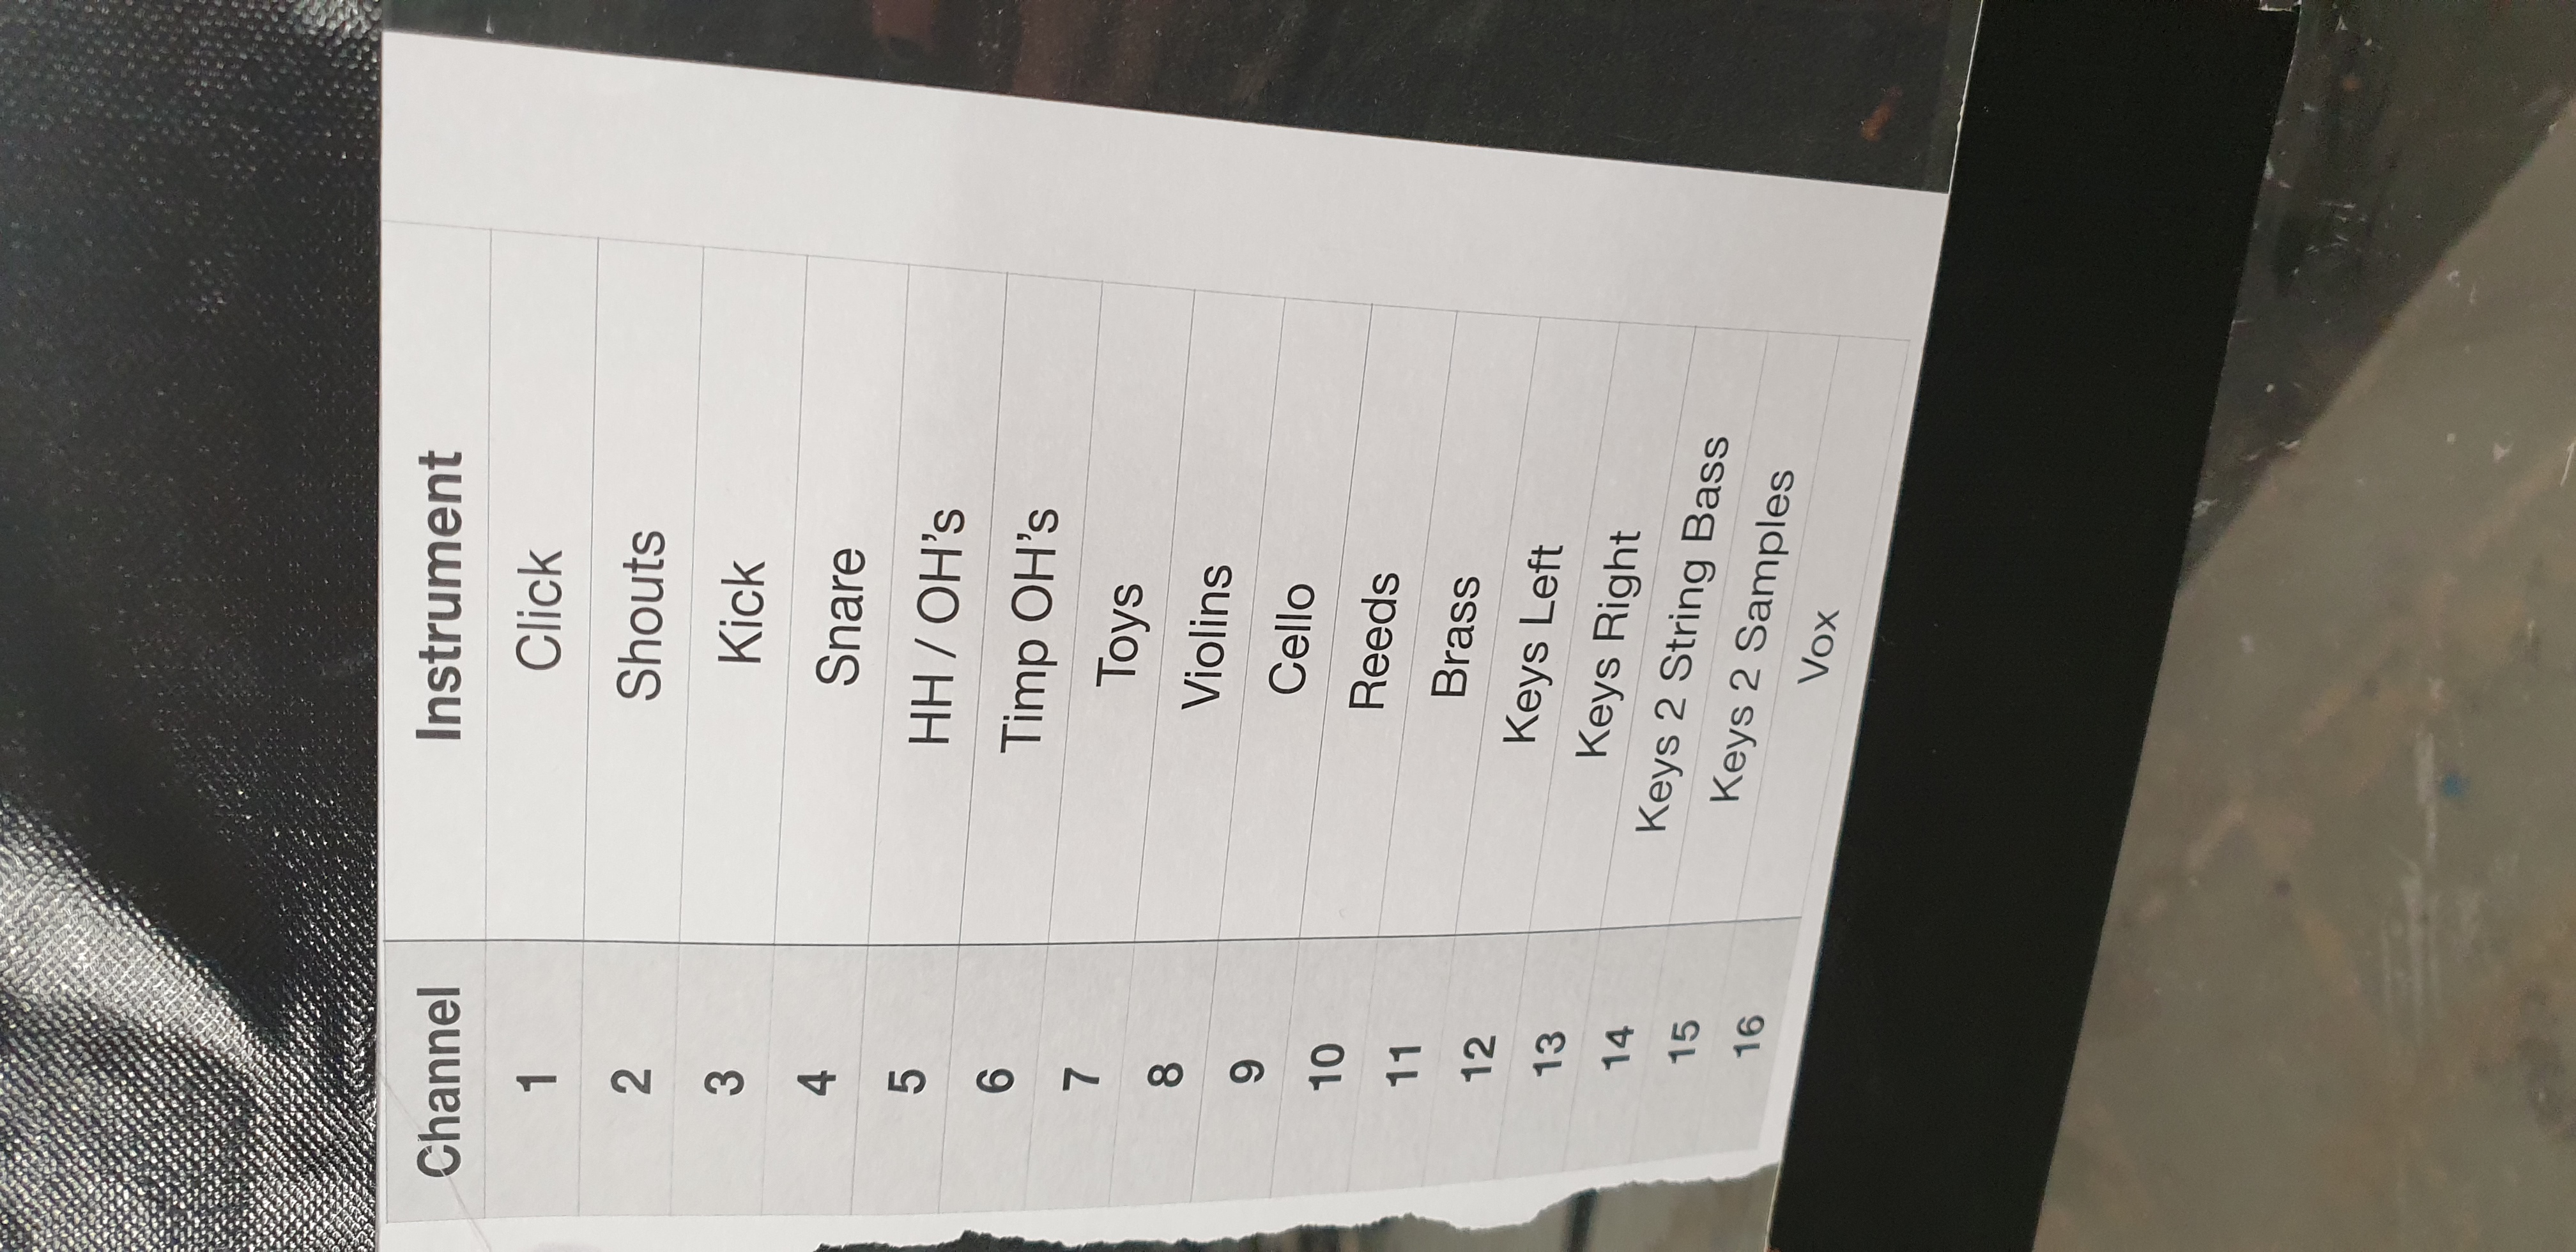 Channel Instrument
1 Click
2 Shouts
3 Kick
4 Snare
5 HH / OH’s
6 Timp OH’s
7 Toys
8 Violins
9 Cello
10 Reeds
11 Brass
12 Keys Left
13 Keys Right
14 Keys 2 String Bass
15 Keys 2 Samples
16 Vox